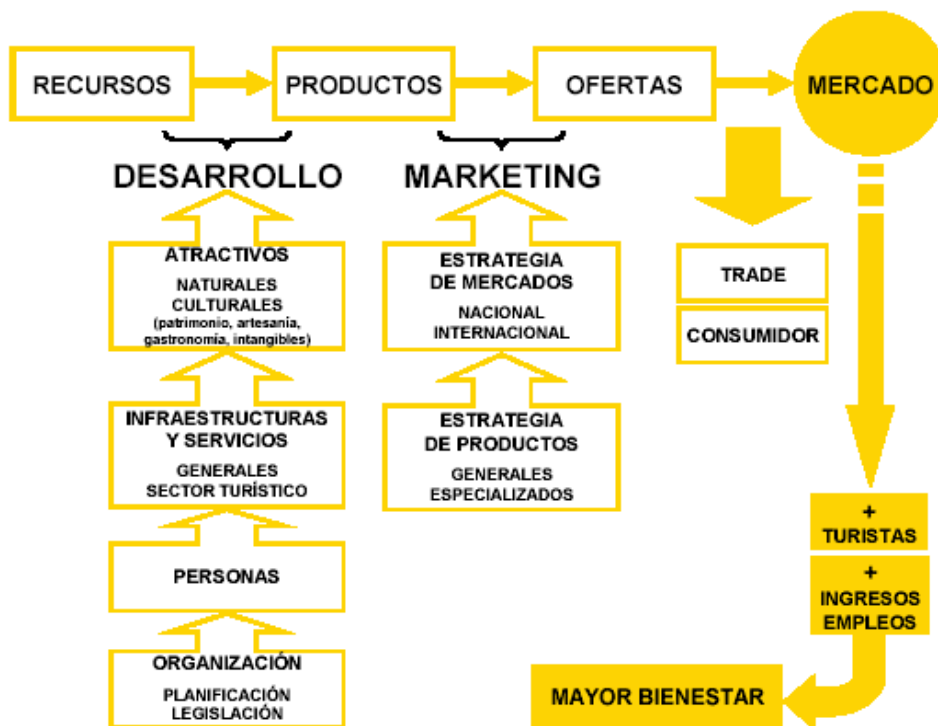 RECURSOS
PRODUCTOS
OFERTAS
MERCADO
DESARROLLO
MARKETING
ATRACTIVOS
NATURALES
CULTURALES
(patrimonio, artesanía,
gastronomía, intangibles)
INFRAESTRUCTURAS
Y SERVICIOS
GENERALES
SECTOR TURÍSTICO
PERSONAS
ORGANIZACIÓN
PLANIFICACIÓN
LEGISLACIÓN
ESTRATEGIA
DE MERCADOS
NACIONAL
INTERNACIONAL
ESTRATEGIA
DE PRODUCTOS
GENERALES
ESPECIALIZADOS
TRADE
CONSUMIDOR
+
TURISTAS
+
INGRESOS
EMPLEOS
MAYOR BIENESTAR